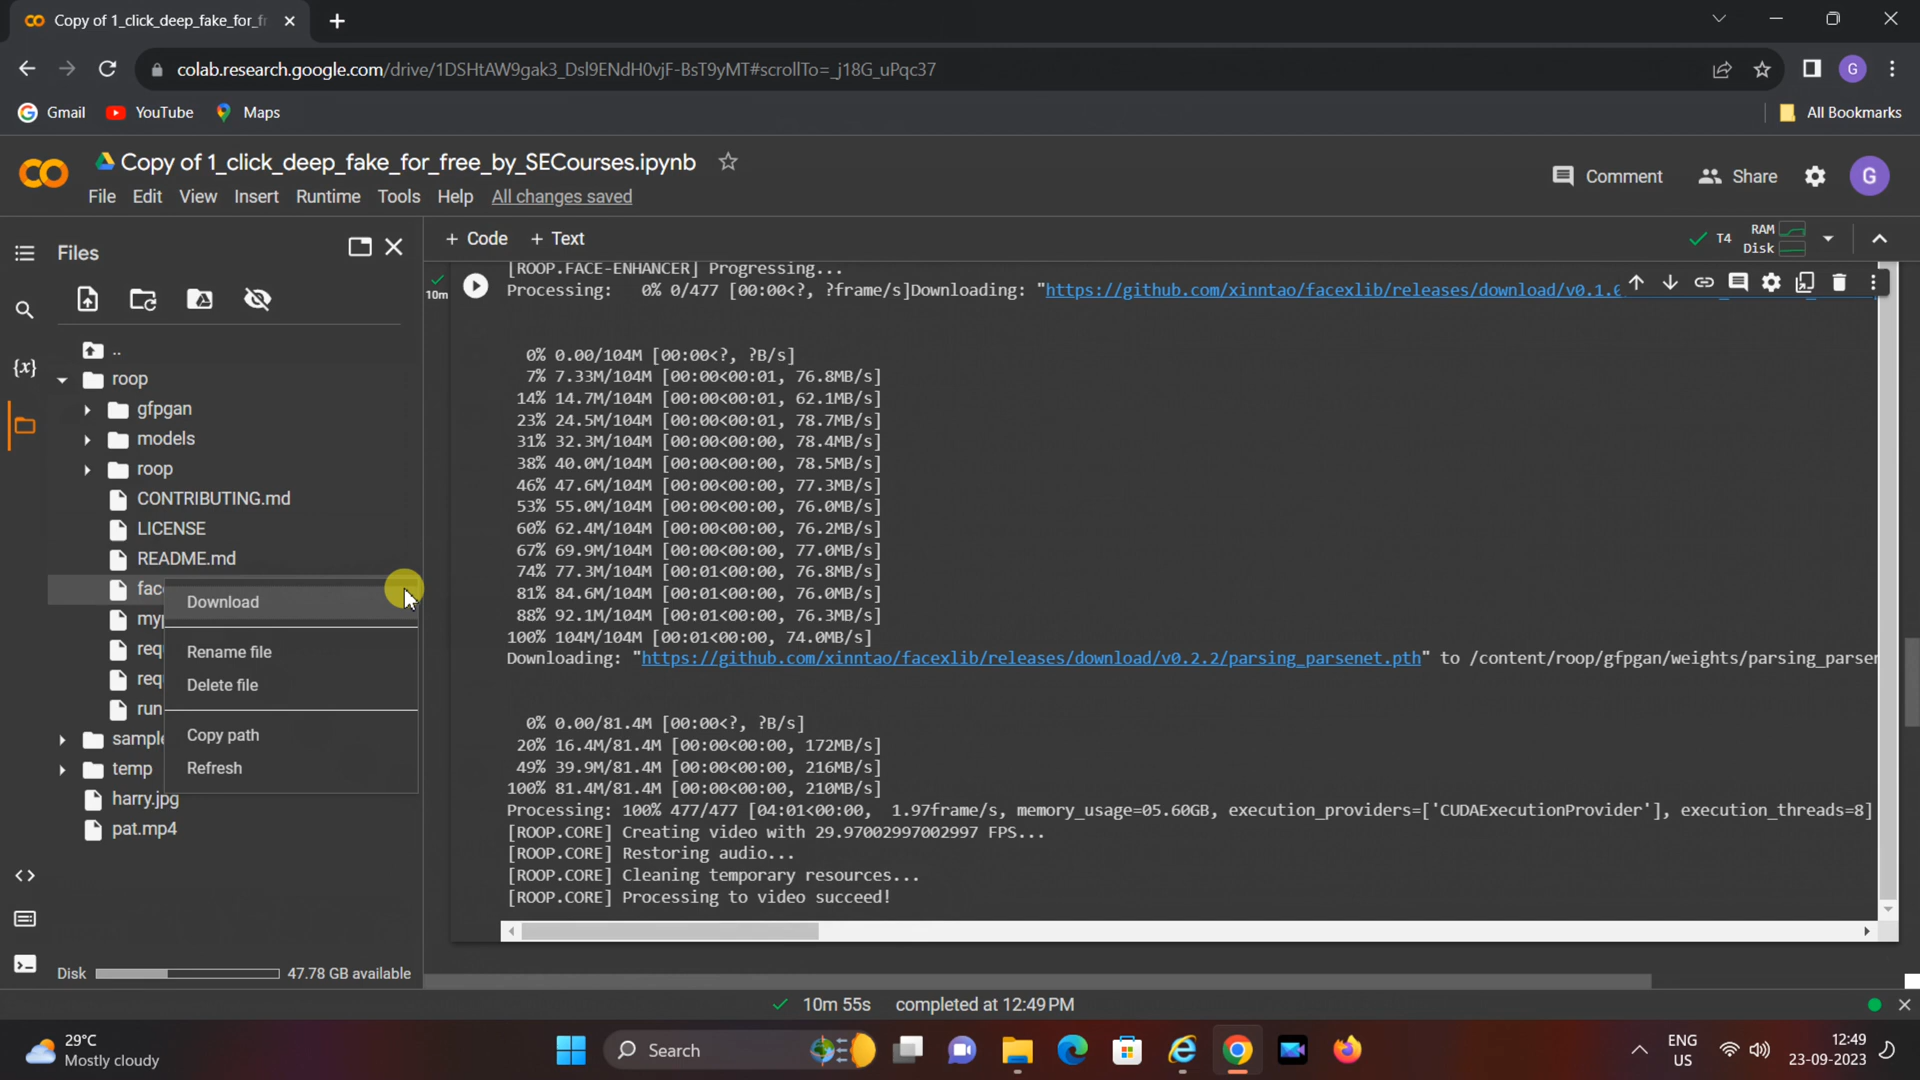 Copy of 1_click_deep_fake_for_f
colab.research.google.com/drive/1DSHtAW9gak3_Dsl9ENdH0vjF-BsT9yMT#scrollTo=_j18G_uPqc37
G
Gmail YouTube Maps All Bookmarks
Copy of 1_click_deep_fake_for_free_by_SECourses.ipynb
Comment Share G
File Edit View Insert Runtime Tools Help All changes saved
Files
+ Code + Text
T4 RAM Disk
..
roop
gfpgan
models
roop
CONTRIBUTING.md
LICENSE
README.md
fac
Download
Rename file
Delete file
req
req
run
Copy path
Refresh
sample
temp
harry.jpg
pat.mp4
Disk 47.78 GB available
10m
[ROOP.FACE-ENHANCER] Progressing...
Processing:   0% 0/477 [00:00<?, ?frame/s]Downloading: "https://github.com/xinntao/facexlib/releases/download/v0.1.0
0% 0.00/104M [00:00<?, ?B/s]
7% 7.33M/104M [00:00<00:01, 76.8MB/s]
14% 14.7M/104M [00:00<00:01, 62.1MB/s]
23% 24.5M/104M [00:00<00:01, 78.7MB/s]
31% 32.3M/104M [00:00<00:00, 78.4MB/s]
38% 40.0M/104M [00:00<00:00, 78.5MB/s]
46% 47.6M/104M [00:00<00:00, 77.3MB/s]
53% 55.0M/104M [00:00<00:00, 76.0MB/s]
60% 62.4M/104M [00:00<00:00, 76.2MB/s]
67% 69.9M/104M [00:00<00:00, 77.0MB/s]
74% 77.3M/104M [00:01<00:00, 76.8MB/s]
81% 84.6M/104M [00:01<00:00, 76.0MB/s]
88% 92.1M/104M [00:01<00:00, 76.3MB/s]
100% 104M/104M [00:01<00:00, 74.0MB/s]
Downloading: "https://github.com/xinntao/facexlib/releases/download/v0.2.2/parsing_parsenet.pth" to /content/roop/gfpgan/weights/parsing_parsen
0% 0.00/81.4M [00:00<?, ?B/s]
20% 16.4M/81.4M [00:00<00:00, 172MB/s]
49% 39.9M/81.4M [00:00<00:00, 216MB/s]
100% 81.4M/81.4M [00:00<00:00, 210MB/s]
Processing: 100% 477/477 [04:01<00:00,  1.97frame/s, memory_usage=05.60GB, execution_providers=['CUDAExecutionProvider'], execution_threads=8]
[ROOP.CORE] Creating video with 29.97002997002997 FPS...
[ROOP.CORE] Restoring audio...
[ROOP.CORE] Cleaning temporary resources...
[ROOP.CORE] Processing to video succeed!
10m 55s completed at 12:49 PM
29°C
Mostly cloudy
Search
ENG
US
12:49
23-09-2023